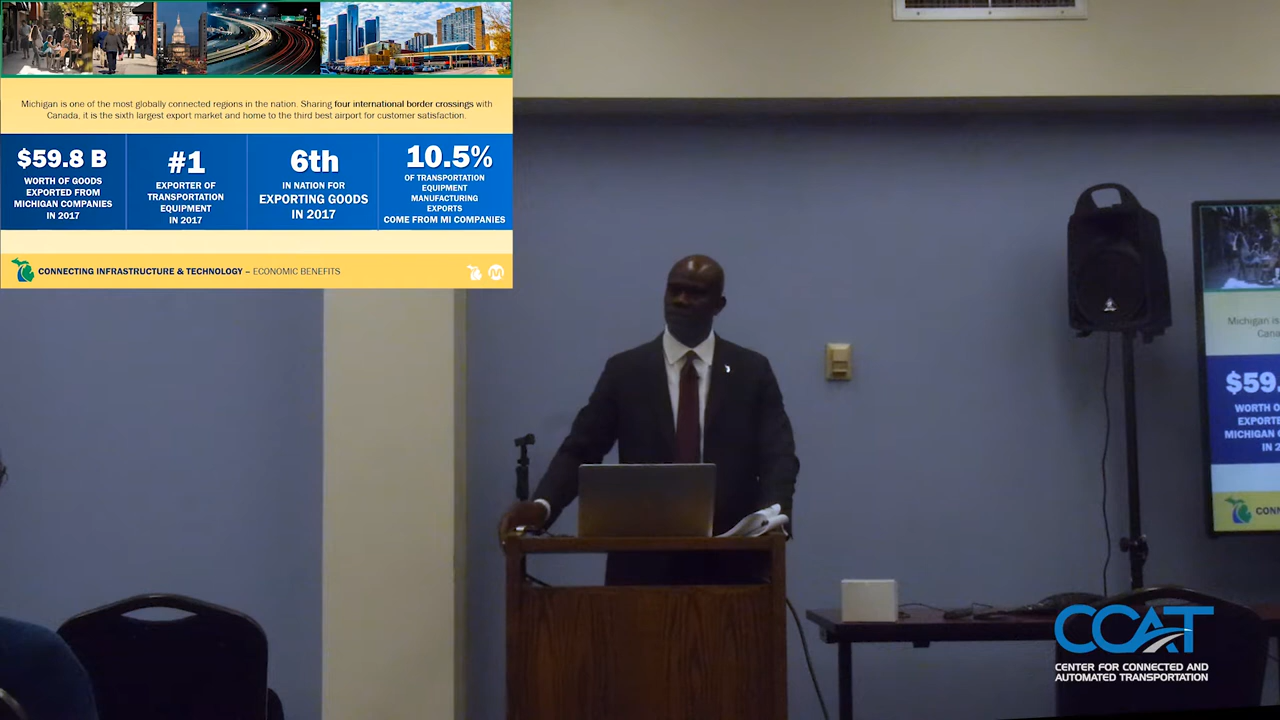 Michigan is one of the most globally connected regions in the nation. Sharing four international border crossings with
Canada, it is the sixth largest export market and home to the third best airport for customer satisfaction.
$59.8 B
WORTH OF GOODS
EXPORTED FROM
MICHIGAN COMPANIES
IN 2017
#1
EXPORTER OF
TRANSPORTATION
EQUIPMENT
IN 2017
6th
IN NATION FOR
EXPORTING GOODS
IN 2017
10.5%
OF TRANSPORTATION
EQUIPMENT
MANUFACTURING
EXPORTS
COME FROM MI COMPANIES
CONNECTING INFRASTRUCTURE & TECHNOLOGY – ECONOMIC BENEFITS
M
Michigan is
Cana
$59.
WORTH O
EXPORTE
MICHIGAN
IN 2
CONN
CCAT
CENTER FOR CONNECTED AND
AUTOMATED TRANSPORTATION